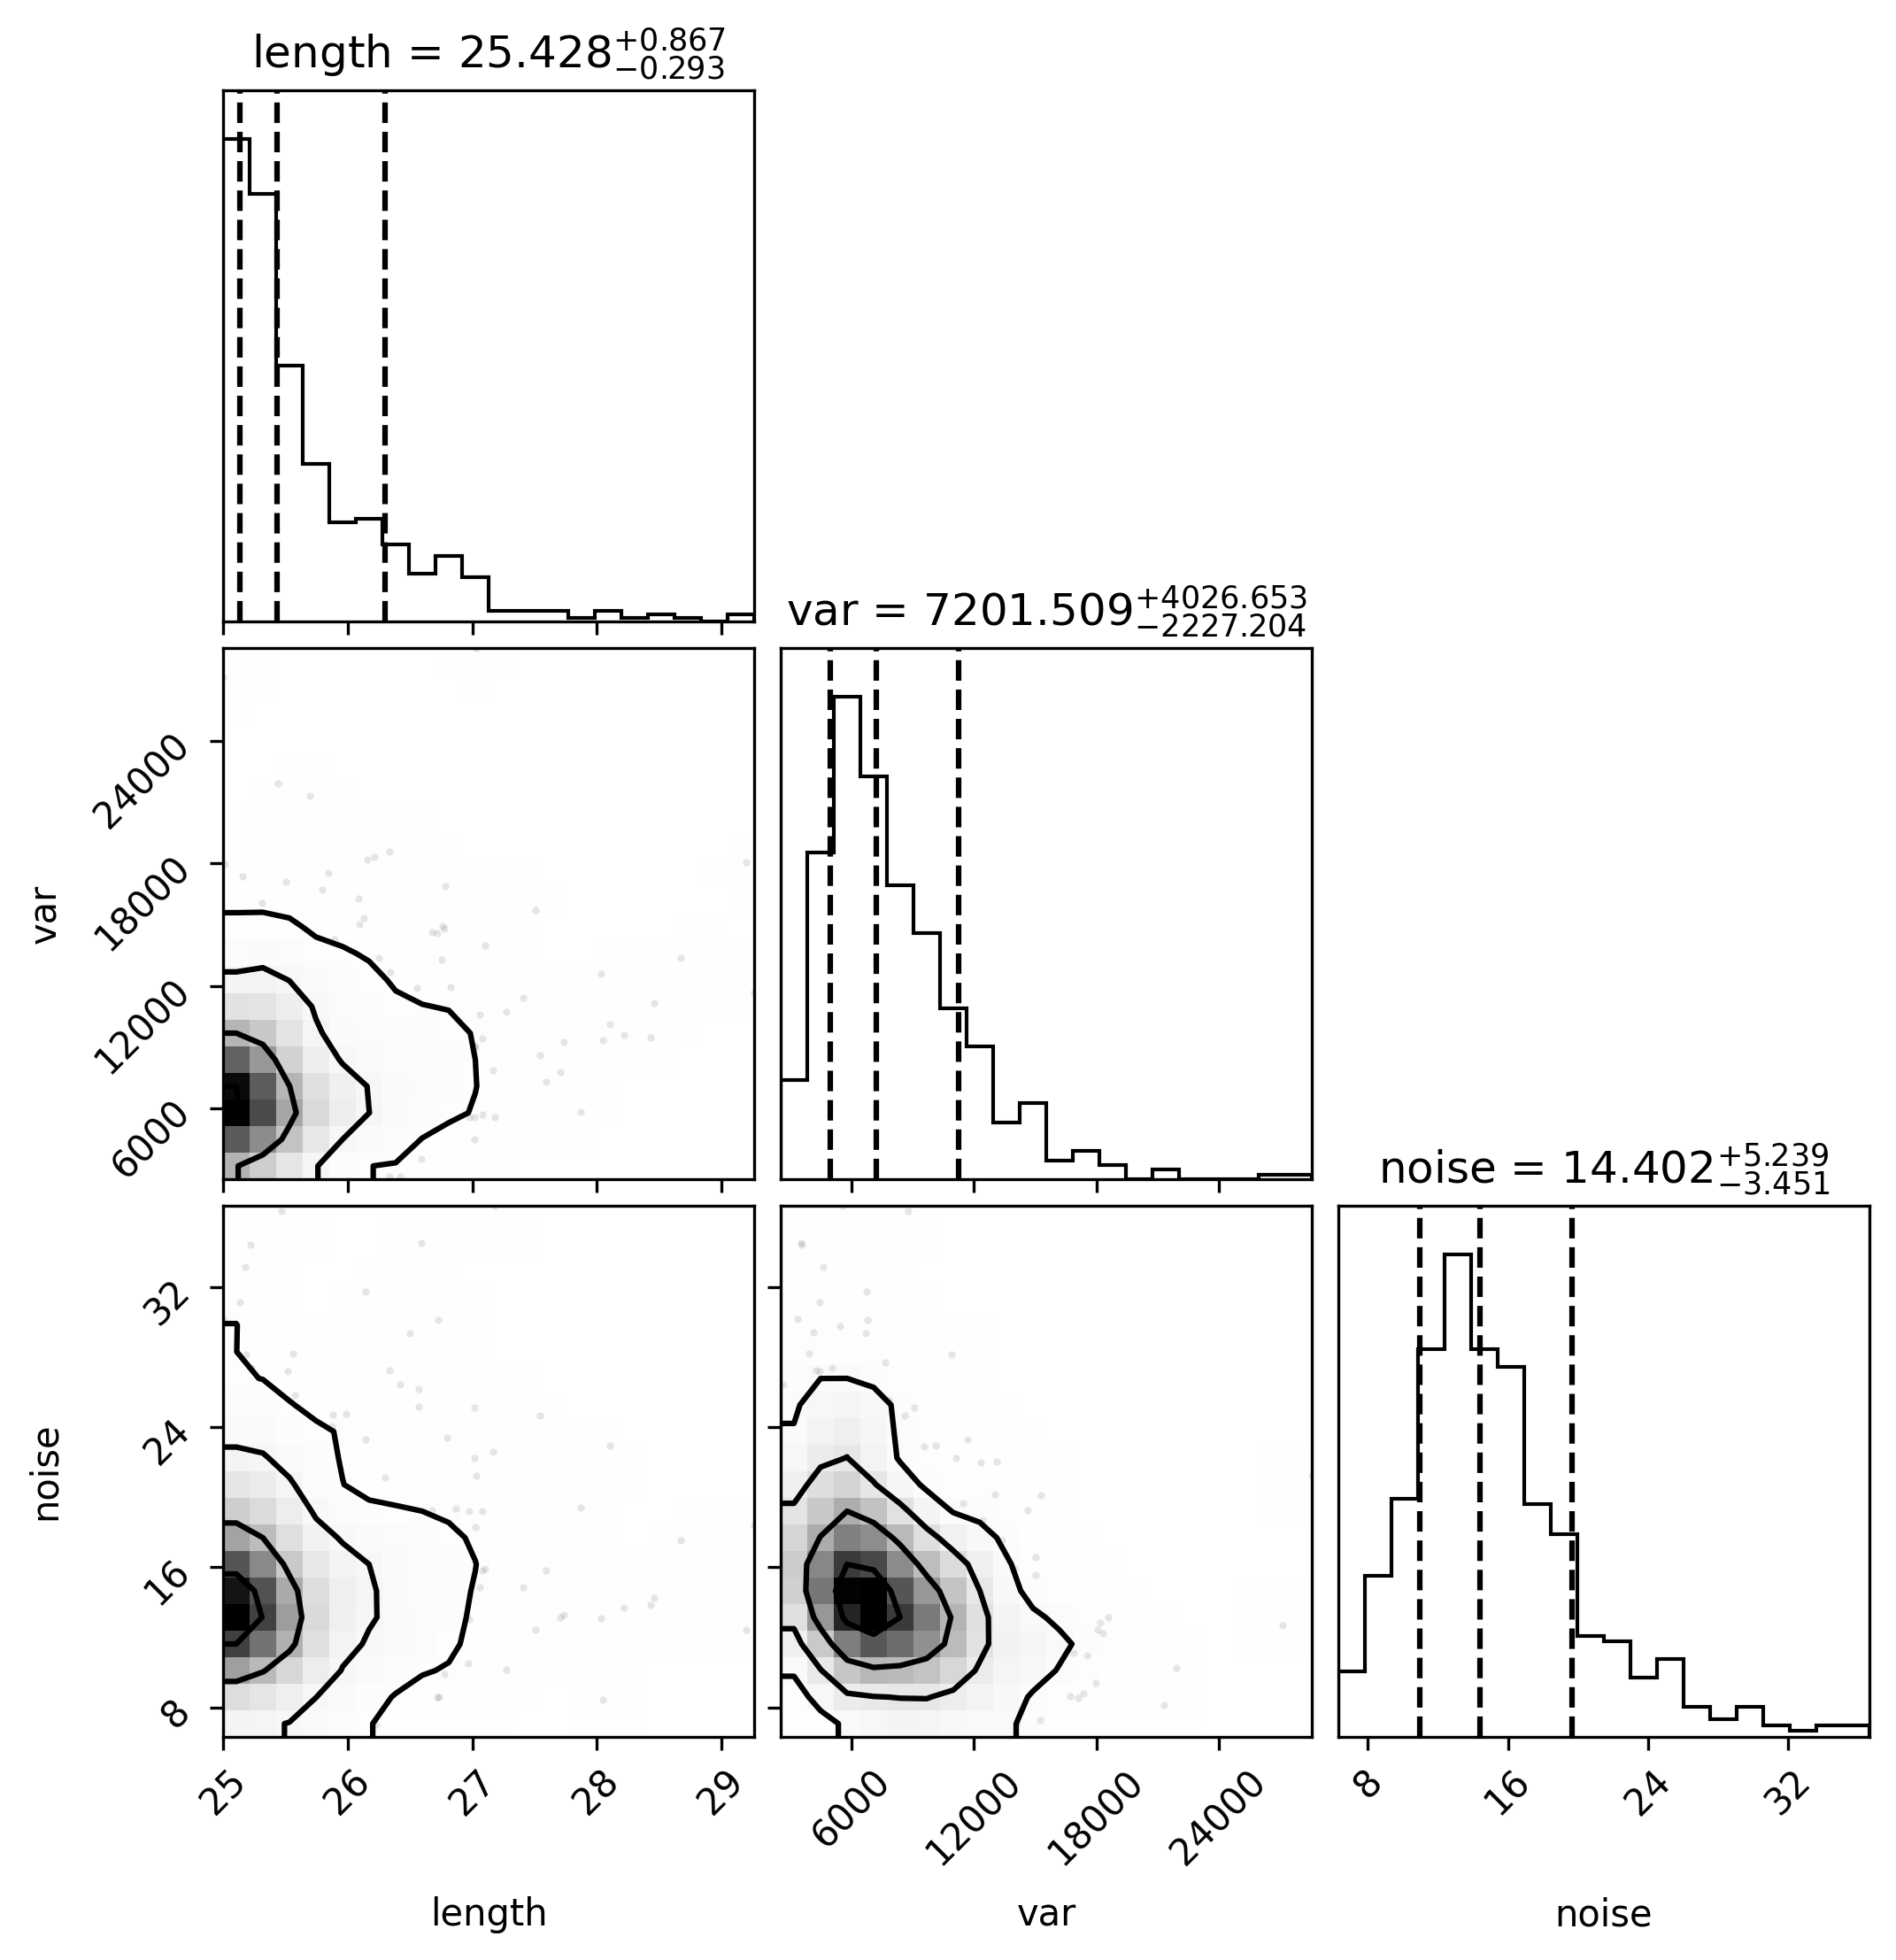 length = 25.428 +0.867 −0.293
var = 7201.509 +4026.653 −2227.204
24000
18000
12000
6000
var
noise = 14.402 +5.239 −3.451
32
24
16
8
noise
25 26 27 28 29 6000 12000 18000 24000 8 16 24 32
length var noise